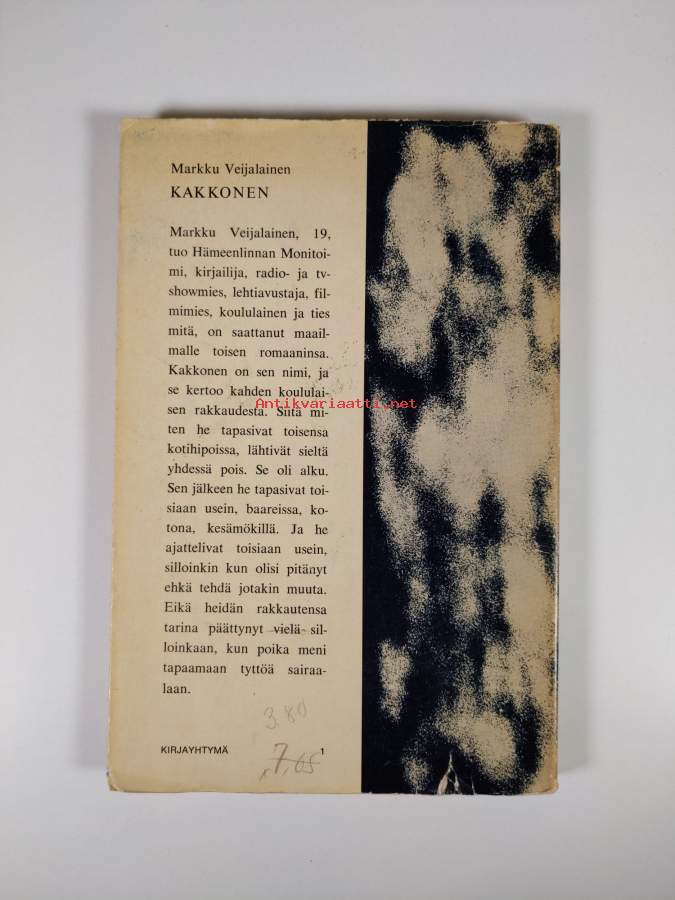 Markku Veijalainen
KAKKONEN
Markku Veijalainen, 19,
tuo Hämeenlinnan Monitoi-
mi, kirjailija, radio- ja tv-
showmies, lehtiavustaja, fil-
mimies, koululainen ja ties
mitä, on saattanut maail-
malle toisen romaaninsa.
Kakkonen on sen nimi, ja
se kertoo kahden koululai-
Antikvariaatti.net
sen rakkaudesta. Siitä mi-
ten he tapasivat toisensa
kotihipoissa, lähtivät sieltä
yhdessä pois. Se oli alku.
Sen jälkeen he tapasivat toi-
siaan usein, baareissa, ko-
tona, kesämökillä. Ja he
ajattelivat toisiaan usein,
silloinkin kun olisi pitänyt
ehkä tehdä jotakin muuta.
Eikä heidän rakkautensa
tarina päättynyt vielä sil-
loinkaan, kun poika meni
tapaamaan tyttöä sairaa-
laan.
3.80
KIRJAYHTYMÄ 1
7,65